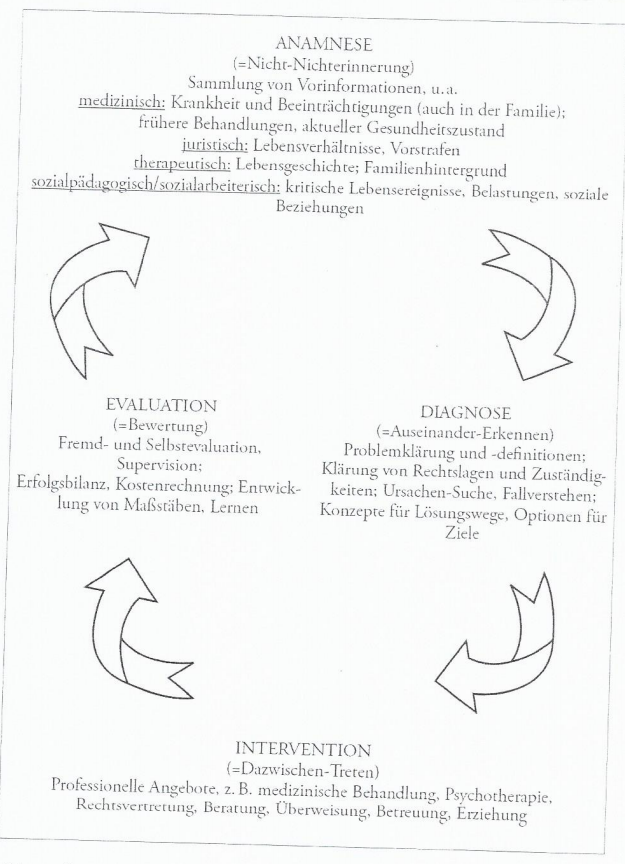 ANAMNESE
(=Nicht-Nichterinnerung)
Sammlung von Vorinformationen, u.a.
medizinisch: Krankheit und Beeinträchtigungen (auch in der Familie);
frühere Behandlungen, aktueller Gesundheitszustand
juristisch: Lebensverhältnisse, Vorstrafen
therapeutisch: Lebensgeschichte; Familienhintergrund
sozialpädagogisch/sozialarbeiterisch: kritische Lebensereignisse, Belastungen, soziale
Beziehungen
EVALUATION
(=Bewertung)
Fremd- und Selbstevaluation,
Supervision;
Erfolgsbilanz, Kostenrechnung; Entwick-
lung von Maßstäben, Lernen
DIAGNOSE
(=Auseinander-Erkennen)
Problemklärung und -definitionen;
Klärung von Rechtslagen und Zuständig-
keiten; Ursachen-Suche, Fallverstehen;
Konzepte für Lösungswege, Optionen für
Ziele
INTERVENTION
(=Dazwischen-Treten)
Professionelle Angebote, z. B. medizinische Behandlung, Psychotherapie,
Rechtsvertretung, Beratung, Überweisung, Betreuung, Erziehung